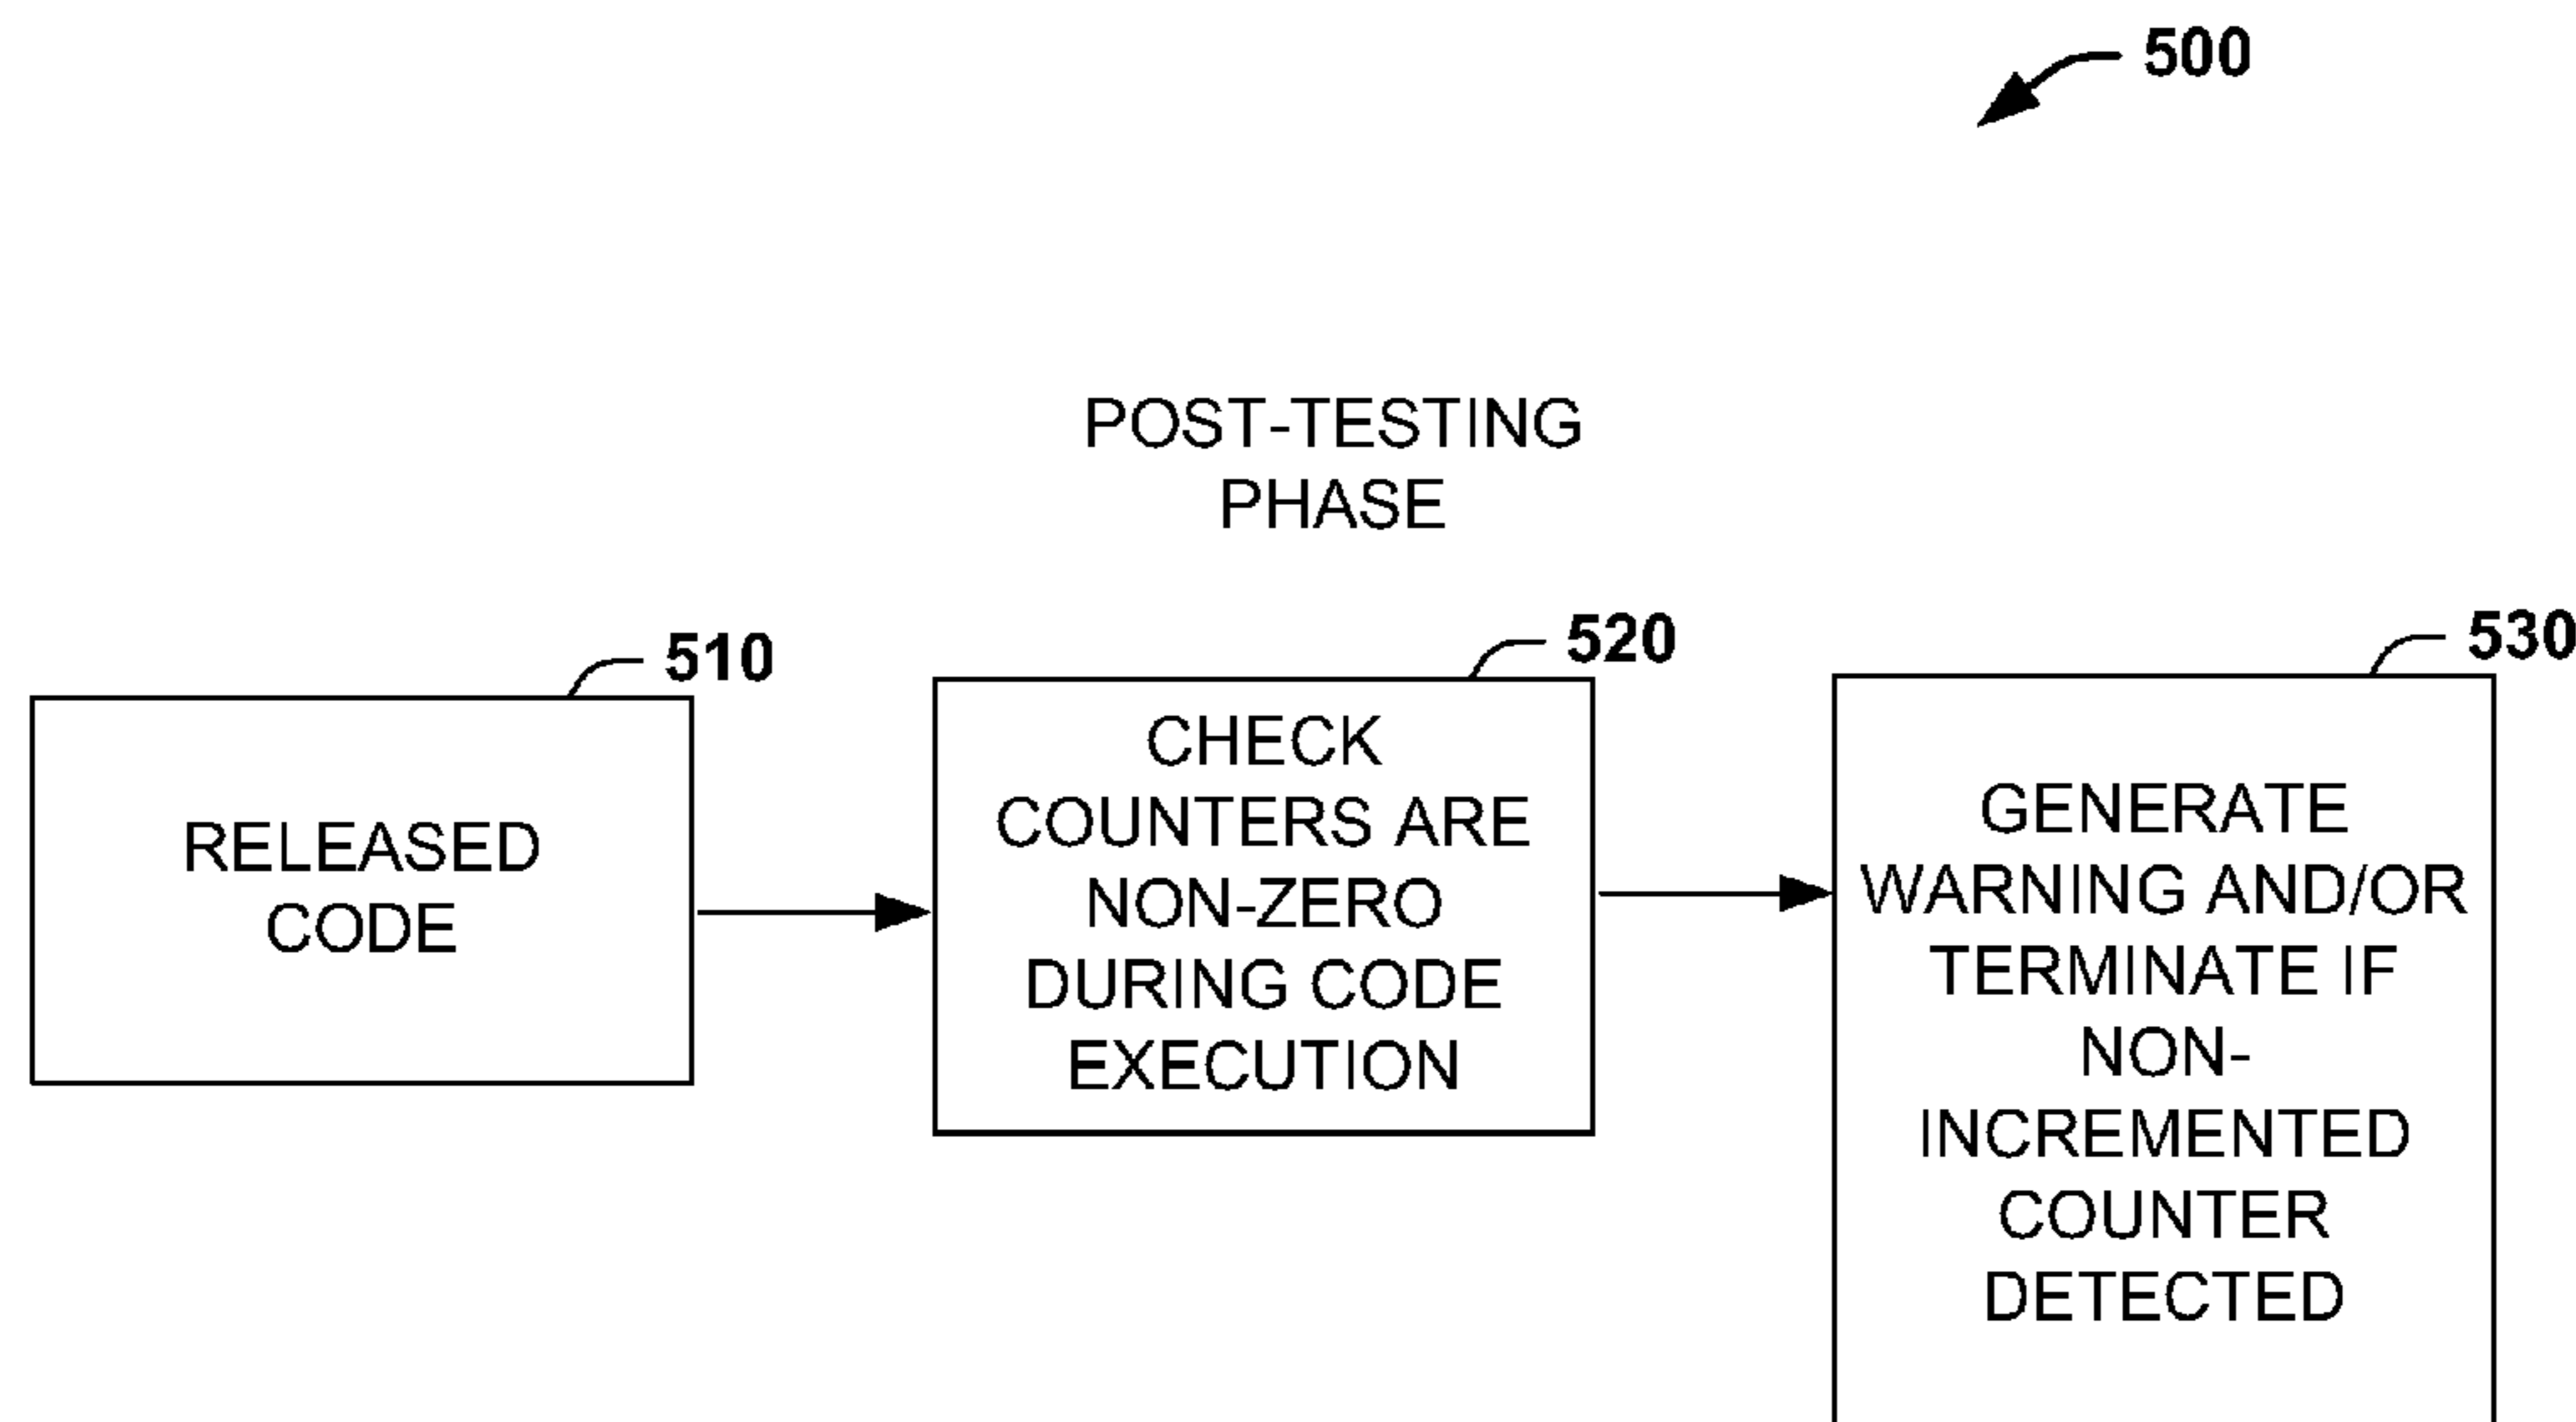 500
POST-TESTING
PHASE
510
RELEASED
CODE
520
CHECK
COUNTERS ARE
NON-ZERO
DURING CODE
EXECUTION
530
GENERATE
WARNING AND/OR
TERMINATE IF
NON-
INCREMENTED
COUNTER
DETECTED